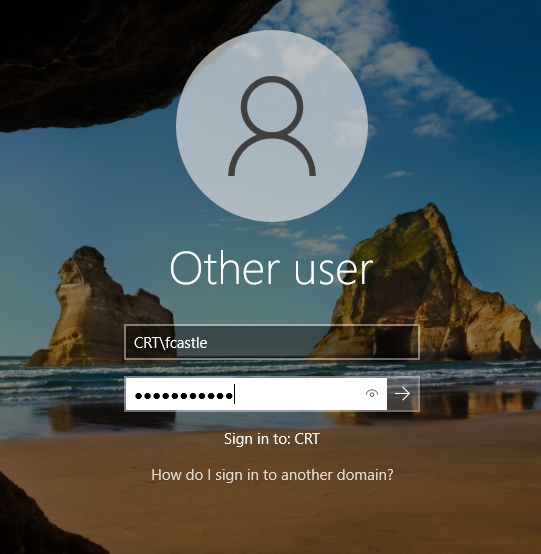 Other user
CRT\fcastle
●●●●●●●●●●●
Sign in to: CRT
How do I sign in to another domain?